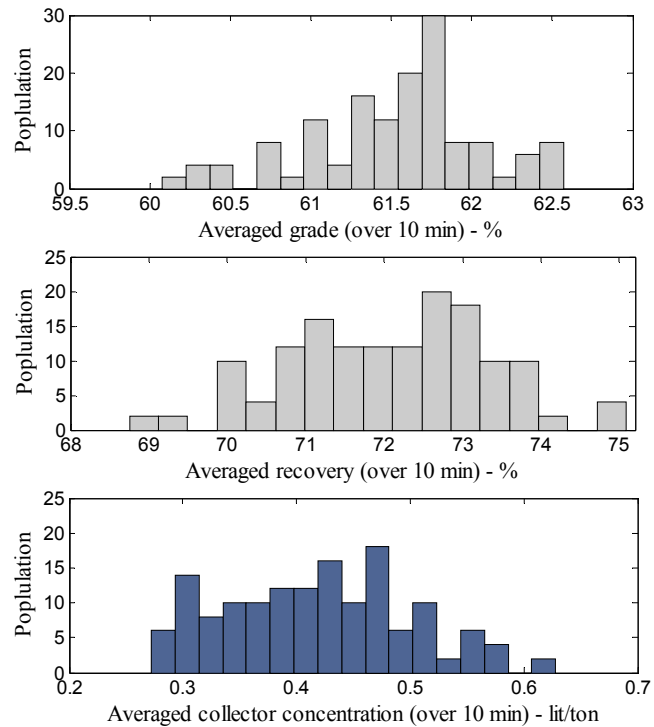 30
20
10
0
Poplulation
59.5 60 60.5 61 61.5 62 62.5 63
Averaged grade (over 10 min) - %
25
20
15
10
5
0
Poplulation
68 69 70 71 72 73 74 75
Averaged recovery (over 10 min) - %
25
20
15
10
5
0
Poplulation
0.2 0.3 0.4 0.5 0.6 0.7
Averaged collector concentration (over 10 min) - lit/ton